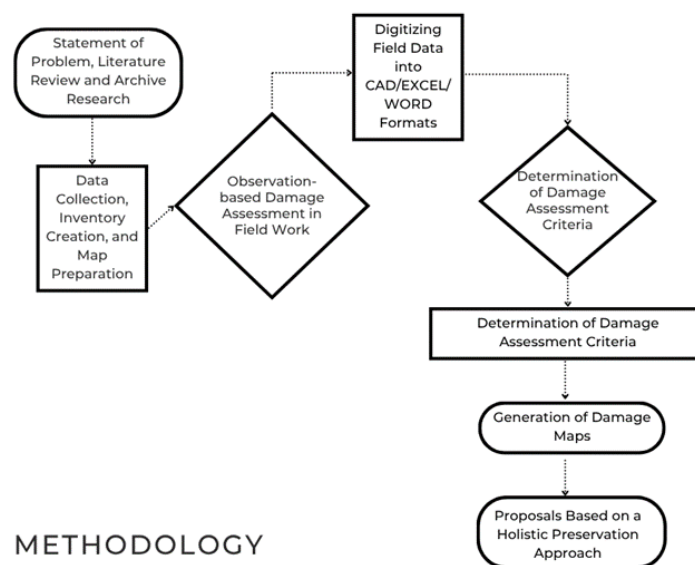 Statement of
Problem, Literature
Review and Archive
Research
Data
Collection,
Inventory
Creation, and
Map
Preparation
Observation-
based Damage
Assessment in
Field Work
Digitizing
Field Data
into
CAD/EXCEL/
WORD
Formats
Determination
of Damage
Assessment
Criteria
Determination of Damage
Assessment Criteria
Generation of Damage
Maps
Proposals Based on a
Holistic Preservation
Approach
METHODOLOGY